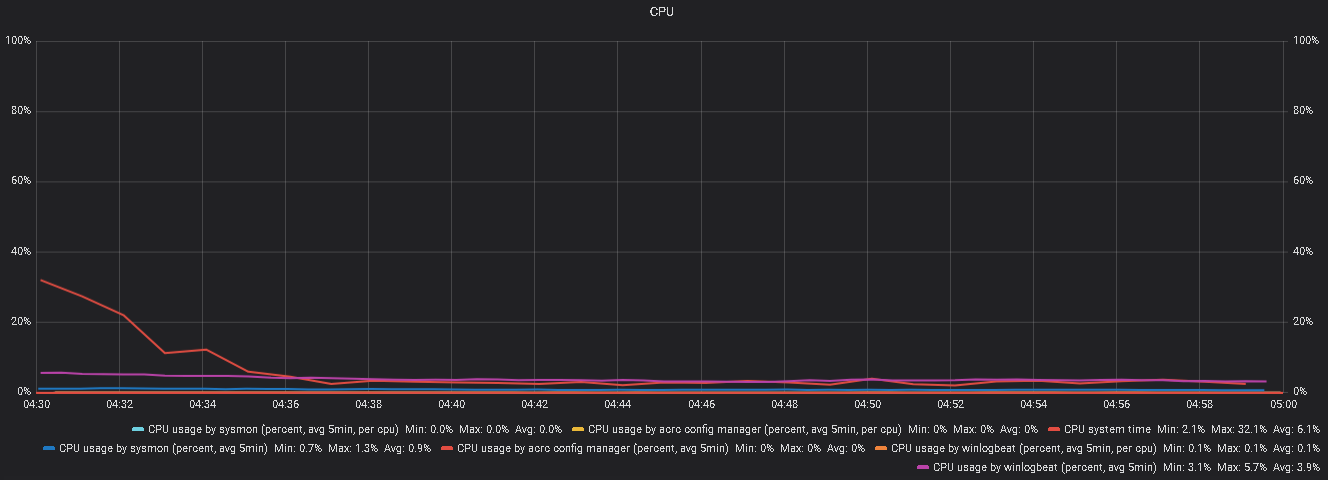 CPU
100% 100%
80% 80%
60% 60%
40% 40%
20% 20%
0% 0%
04:30 04:32 04:34 04:36 04:38 04:40 04:42 04:44 04:46 04:48 04:50 04:52 04:54 04:56 04:58 05:00
CPU usage by sysmon (percent, avg 5min, per cpu) Min: 0.0% Max: 0.0% Avg: 0.0% CPU usage by acrc config manager (percent, avg 5min, per cpu) Min: 0% Max: 0% Avg: 0% CPU system time Min: 2.1% Max: 32.1% Avg: 6.1%
CPU usage by sysmon (percent, avg 5min) Min: 0.7% Max: 1.3% Avg: 0.9% CPU usage by acrc config manager (percent, avg 5min) Min: 0% Max: 0% Avg: 0% CPU usage by winlogbeat (percent, avg 5min, per cpu) Min: 0.1% Max: 0.1% Avg: 0.1%
CPU usage by winlogbeat (percent, avg 5min) Min: 3.1% Max: 5.7% Avg: 3.9%